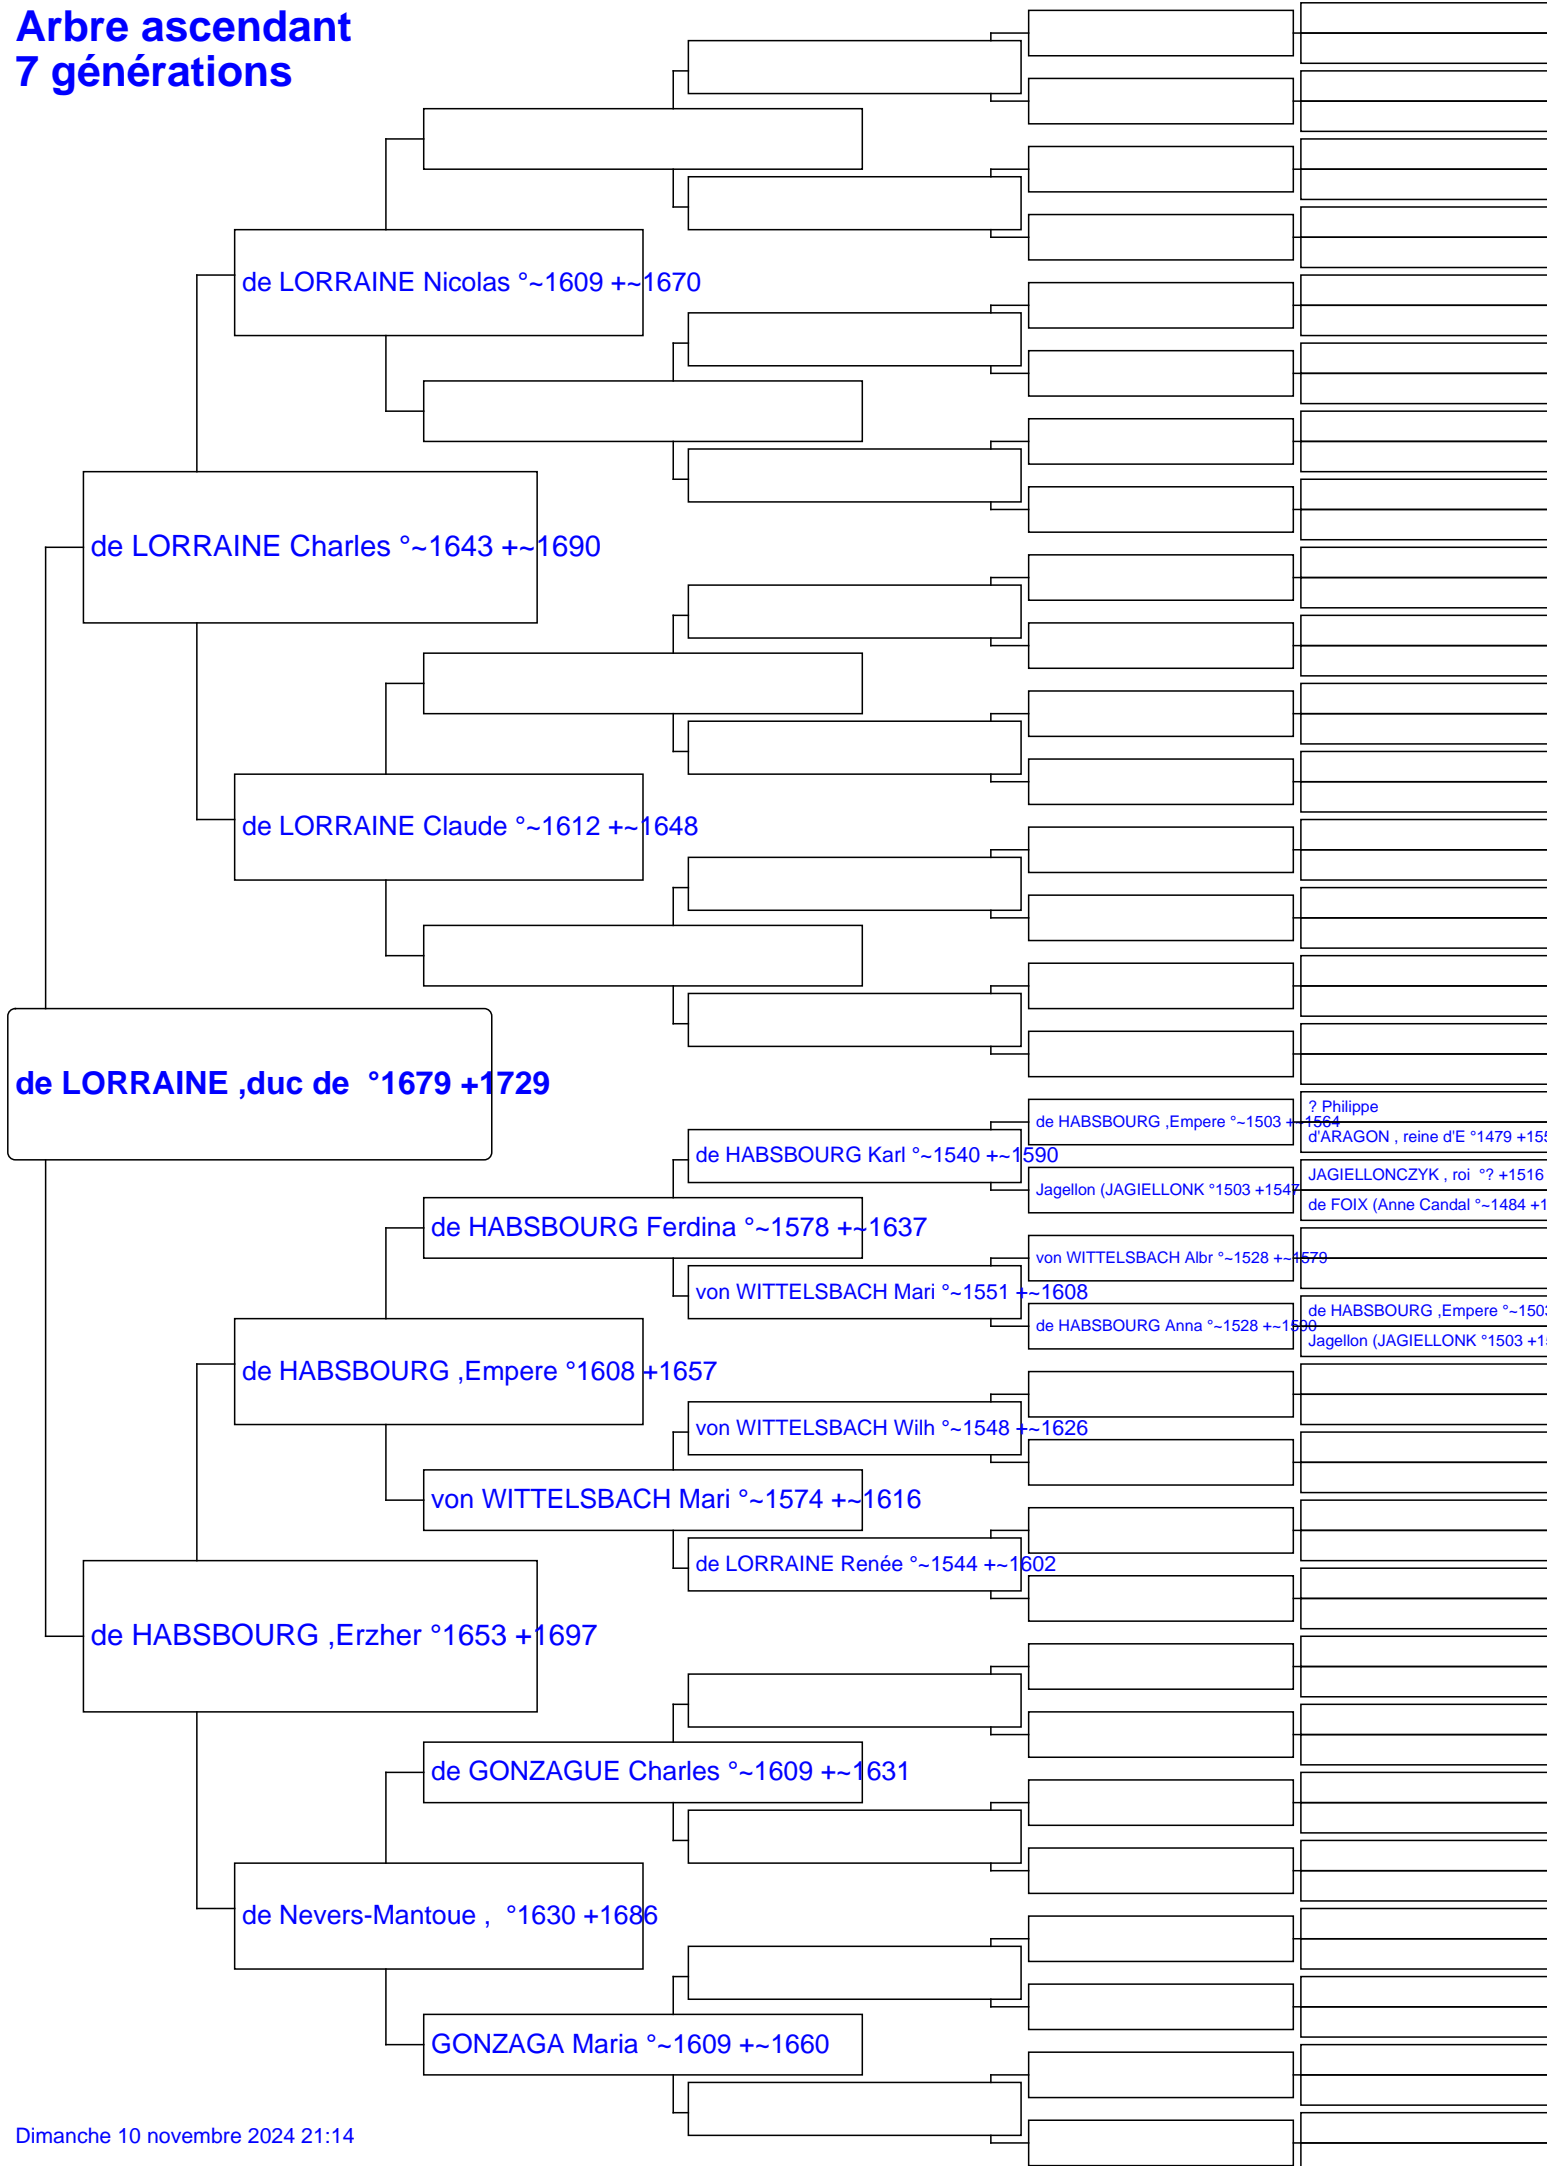 Arbre ascendant
7 générations
de LORRAINE Nicolas °~1609 +~1670
de LORRAINE Charles °~1643 +~1690
de LORRAINE Claude °~1612 +~1648
de LORRAINE ,duc de °1679 +1729
? Philippe
de HABSBOURG ,Empere °~1503 +~1564
d'ARAGON , reine d'E °1479 +155
de HABSBOURG Karl °~1540 +~1590
JAGIELLONCZYK , roi °? +1516
Jagellon (JAGIELLONK °1503 +1547
de FOIX (Anne Candal °~1484 +1
de HABSBOURG Ferdina °~1578 +~1637
von WITTELSBACH Albr °~1528 +~1579
von WITTELSBACH Mari °~1551 +~1608
de HABSBOURG ,Empere °~1503
de HABSBOURG Anna °~1528 +~1590
Jagellon (JAGIELLONK °1503 +15
de HABSBOURG ,Empere °1608 +1657
von WITTELSBACH Wilh °~1548 +~1626
von WITTELSBACH Mari °~1574 +~1616
de LORRAINE Renée °~1544 +~1602
de HABSBOURG ,Erzher °1653 +1697
de GONZAGUE Charles °~1609 +~1631
de Nevers-Mantoue , °1630 +1686
GONZAGA Maria °~1609 +~1660
Dimanche 10 novembre 2024 21:14